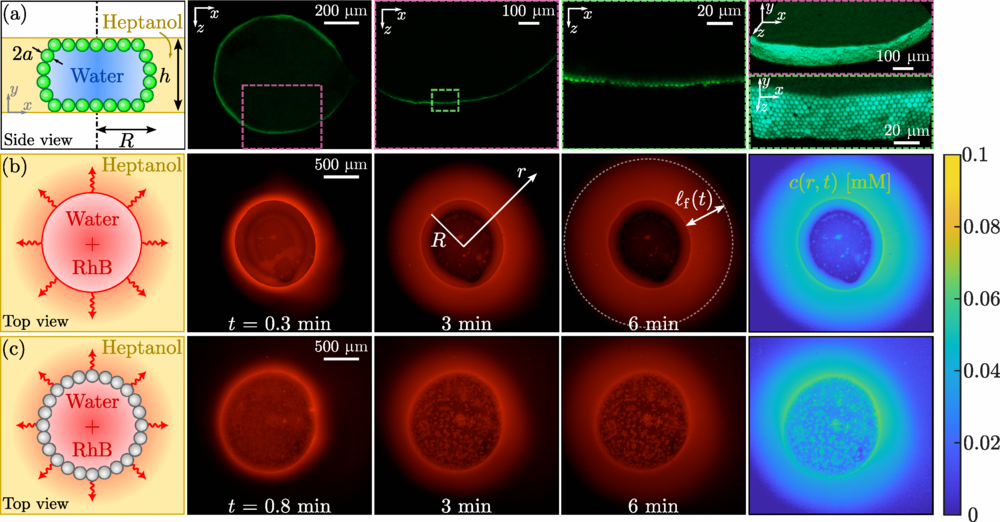 (a)
Heptanol
2a
Water
h
y
x
R
Side view
x
z
200 μm
x
z
100 μm
x
z
20 μm
y
x
z
100 μm
y
x
z
20 μm
(b)
Heptanol
Water
+
RhB
Top view
500 μm
t = 0.3 min
r
R
3 min
ℓf(t)
6 min
c(r, t) [mM]
(c)
Heptanol
Water
+
RhB
Top view
500 μm
t = 0.8 min
3 min
6 min
0.1
0.08
0.06
0.04
0.02
0